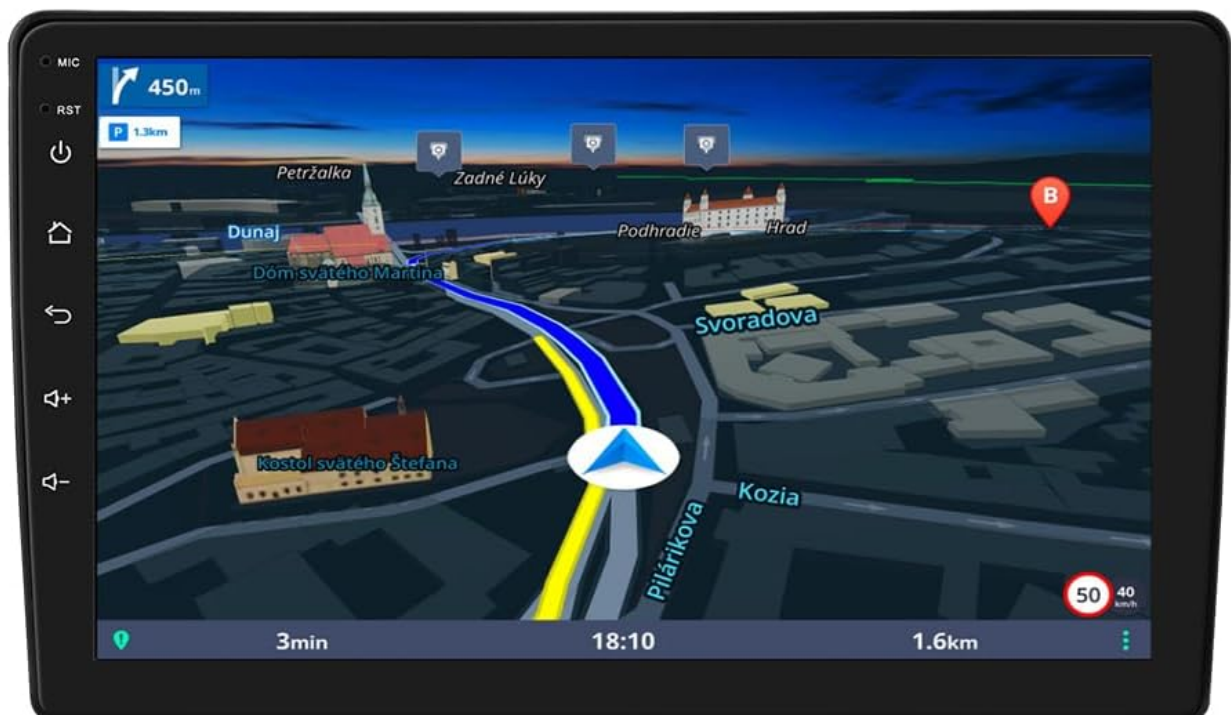 MIC
RST
450m
P 1.3km
Petržalka
Zadné Lúky
B
Dunaj
Podhradie
Hrad
Dóm svätého Martina
Svoradova
Kostol svätého Štefana
Kozia
Pilárikova
50
40
km/h
3min
18:10
1.6km